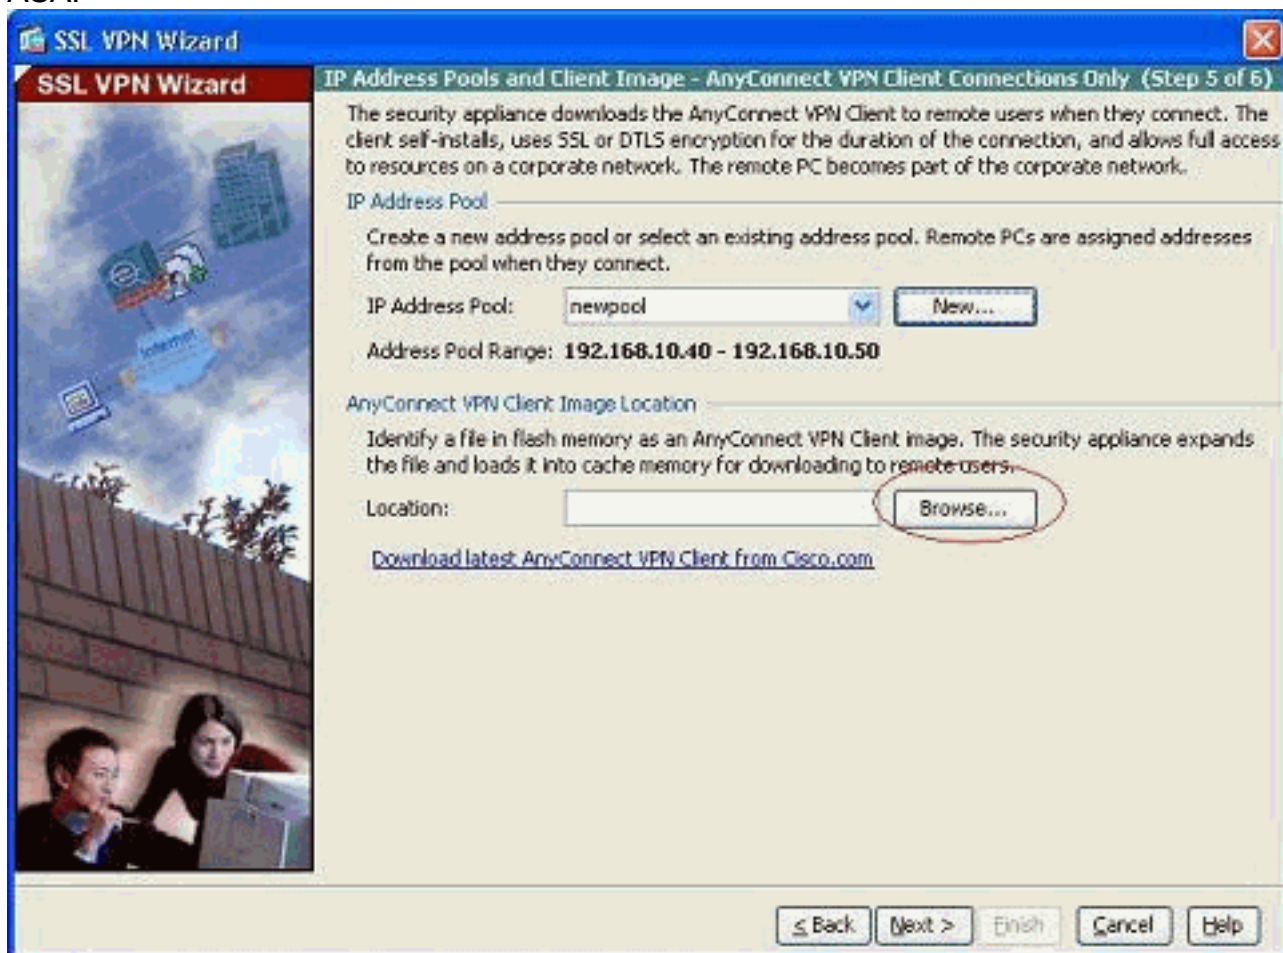 SSL VPN Wizard
SSL VPN Wizard
IP Address Pools and Client Image - AnyConnect VPN Client Connections Only (Step 5 of 6)
The security appliance downloads the AnyConnect VPN Client to remote users when they connect. The
client self-installs, uses SSL or DTLS encryption for the duration of the connection, and allows full access
to resources on a corporate network. The remote PC becomes part of the corporate network.
IP Address Pool
Create a new address pool or select an existing address pool. Remote PCs are assigned addresses
from the pool when they connect.
IP Address Pool: newpool New...
Address Pool Range: 192.168.10.40 - 192.168.10.50
AnyConnect VPN Client Image Location
Identify a file in flash memory as an AnyConnect VPN Client image. The security appliance expands
the file and loads it into cache memory for downloading to remote users.
Location: Browse...
Download latest AnyConnect VPN Client from Cisco.com
Internet
< Back Next > Finish Cancel Help